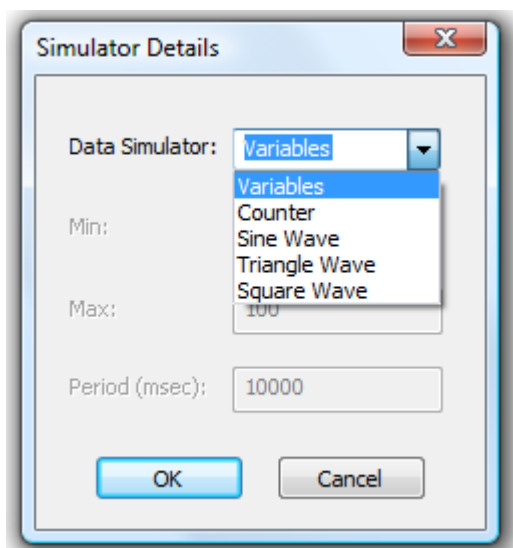 Simulator Details
Data Simulator: Variables
Variables
Counter
Sine Wave
Triangle Wave
Square Wave
Min:
Max: 100
Period (msec): 10000
OK Cancel